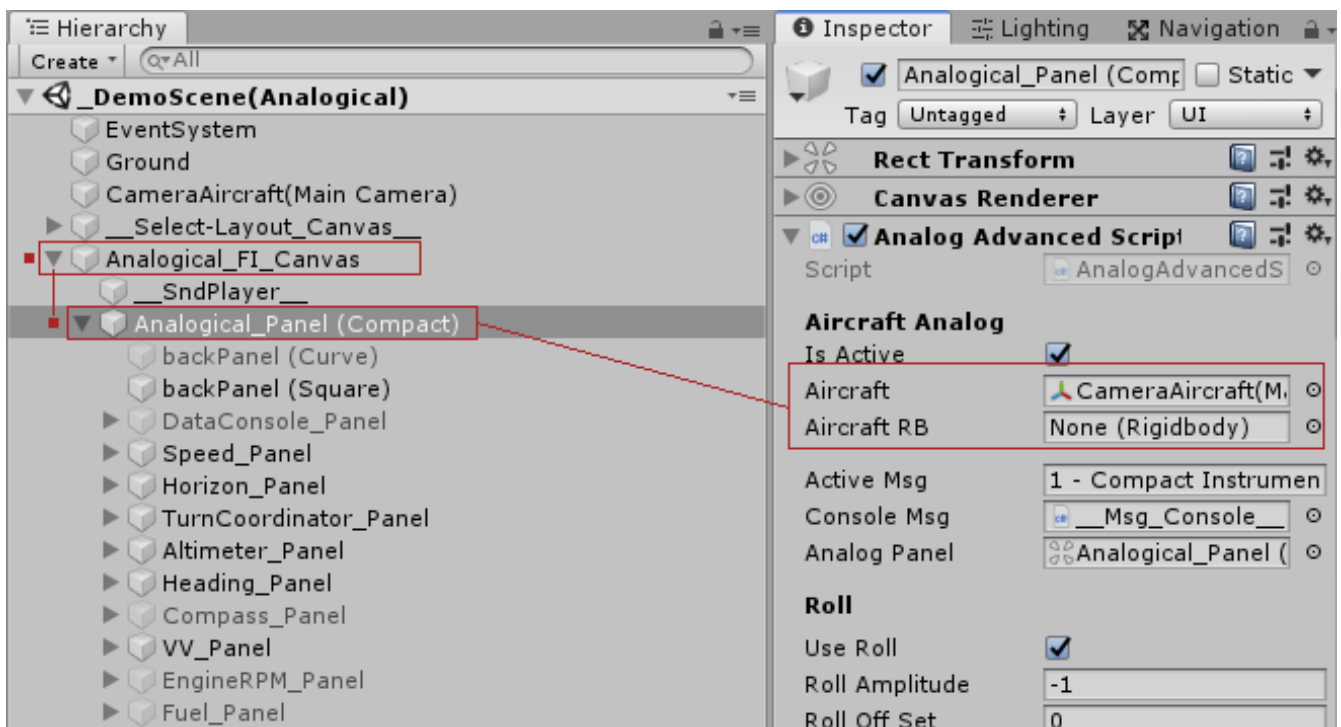 Hierarchy
Create
All
_DemoScene(Analogical)
EventSystem
Ground
CameraAircraft(Main Camera)
__Select-Layout_Canvas__
Analogical_FI_Canvas
__SndPlayer__
Analogical_Panel (Compact)
backPanel (Curve)
backPanel (Square)
DataConsole_Panel
Speed_Panel
Horizon_Panel
TurnCoordinator_Panel
Altimeter_Panel
Heading_Panel
Compass_Panel
VV_Panel
EngineRPM_Panel
Fuel_Panel
Inspector Lighting Navigation
Analogical_Panel (Comp Static
Tag Untagged Layer UI
Rect Transform
Canvas Renderer
c# Analog Advanced Script
Script AnalogAdvancedS
Aircraft Analog
Is Active
Aircraft CameraAircraft(Ma
Aircraft RB None (Rigidbody)
Active Msg 1 - Compact Instrumen
Console Msg __Msg_Console__
Analog Panel Analogical_Panel (
Roll
Use Roll
Roll Amplitude -1
Roll Off Set 0